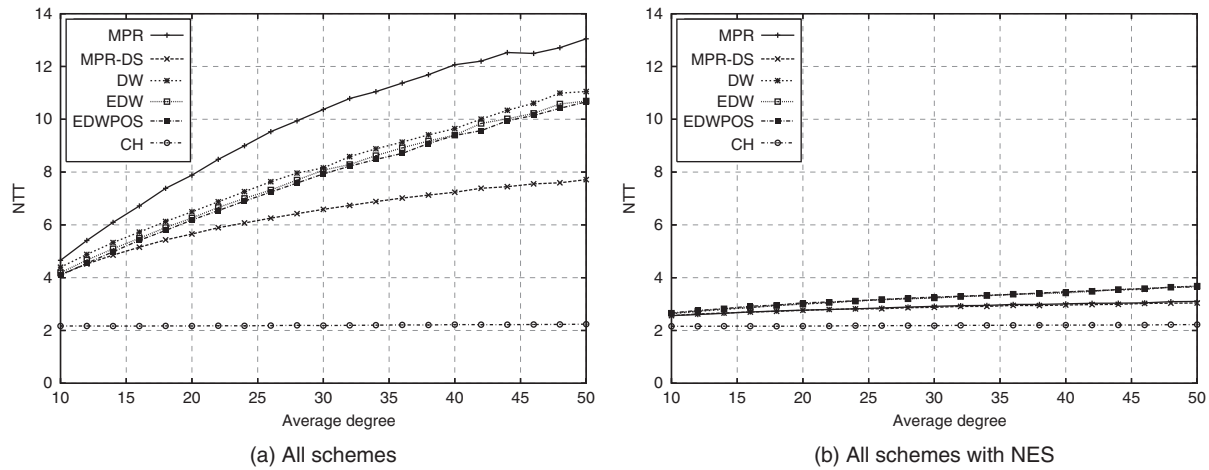 14
12
10
8
6
4
2
0
NTT
MPR
MPR-DS
DW
EDW
EDWPOS
CH
10 15 20 25 30 35 40 45 50
Average degree
(a) All schemes
14
12
10
8
6
4
2
0
NTT
MPR
MPR-DS
DW
EDW
EDWPOS
CH
10 15 20 25 30 35 40 45 50
Average degree
(b) All schemes with NES